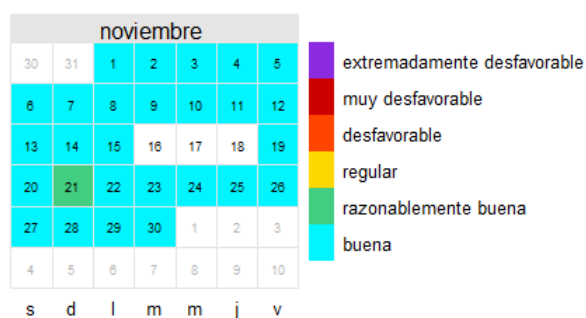 noviembre
30 31 1 2 3 4 5
6 7 8 9 10 11 12
13 14 15 16 17 18 19
20 21 22 23 24 25 26
27 28 29 30 1 2 3
4 5 6 7 8 9 10
s d l m m j v
extremadamente desfavorable
muy desfavorable
desfavorable
regular
razonablemente buena
buena